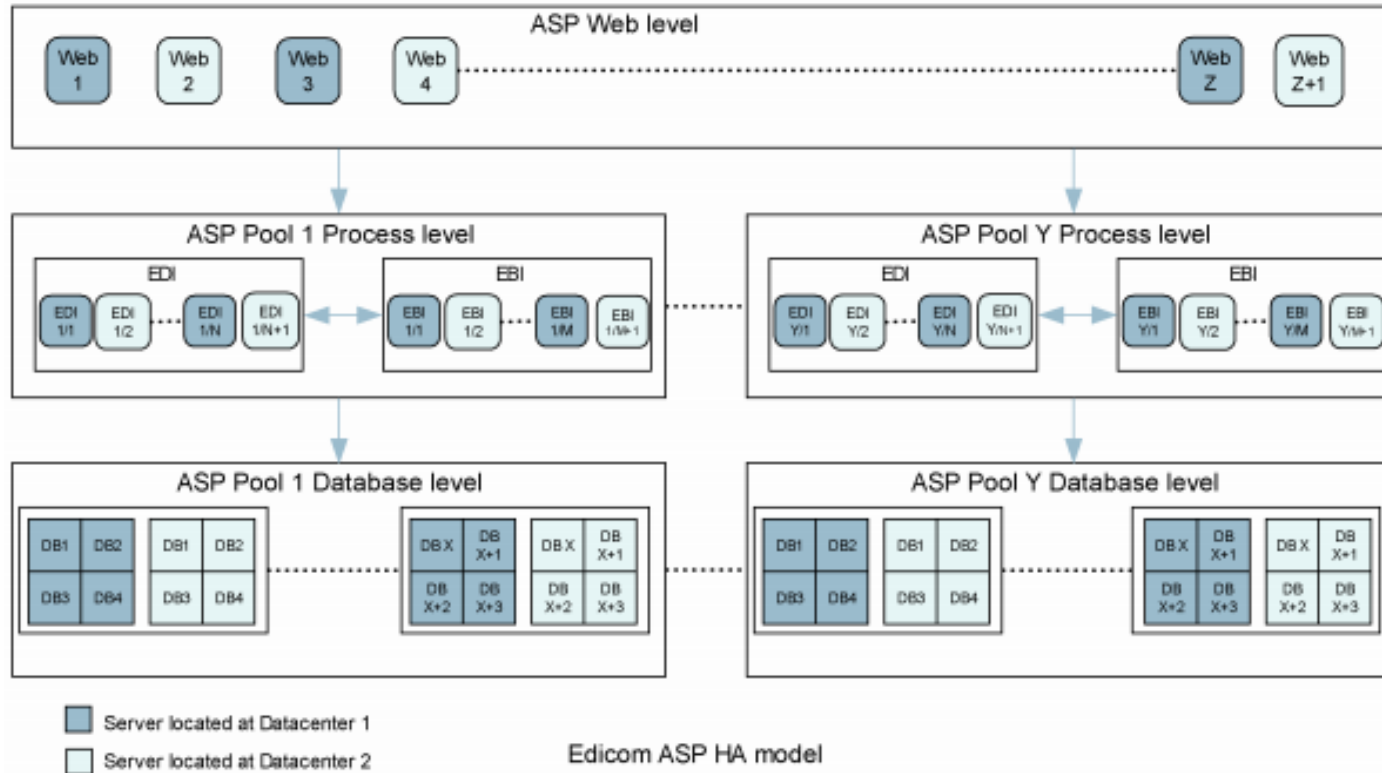 ASP Web level
Web
1
Web
2
Web
3
Web
4
Web
Z
Web
Z+1
ASP Pool 1 Process level
EDI
EDI
1/1
EDI
1/2
EDI
1/N
EDI
1/N+1
EBI
EBI
1/1
EBI
1/2
EBI
1/M
EBI
1/M+1
ASP Pool Y Process level
EDI
EDI
Y/1
EDI
Y/2
EDI
Y/N
EDI
Y/N+1
EBI
EBI
Y/1
EBI
Y/2
EBI
Y/M
EBI
Y/M+1
ASP Pool 1 Database level
DB1
DB2
DB3
DB4
DB1
DB2
DB3
DB4
DB X
DB
X+1
DB
X+2
DB
X+3
DB X
DB
X+1
DB
X+2
DB
X+3
ASP Pool Y Database level
DB1
DB2
DB3
DB4
DB1
DB2
DB3
DB4
DB X
DB
X+1
DB
X+2
DB
X+3
DB X
DB
X+1
DB
X+2
DB
X+3
Server located at Datacenter 1
Server located at Datacenter 2
Edicom ASP HA model